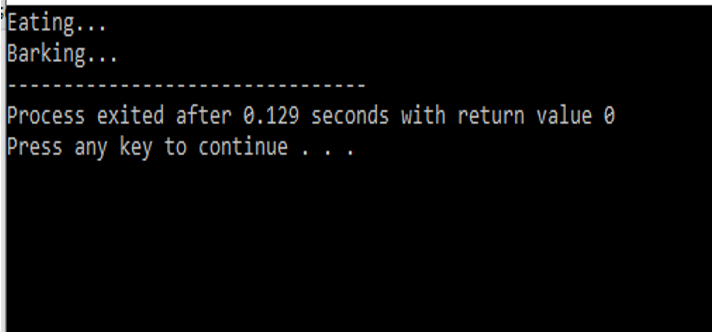 Eating...
Barking...
--------------------------------
Process exited after 0.129 seconds with return value 0
Press any key to continue . . .